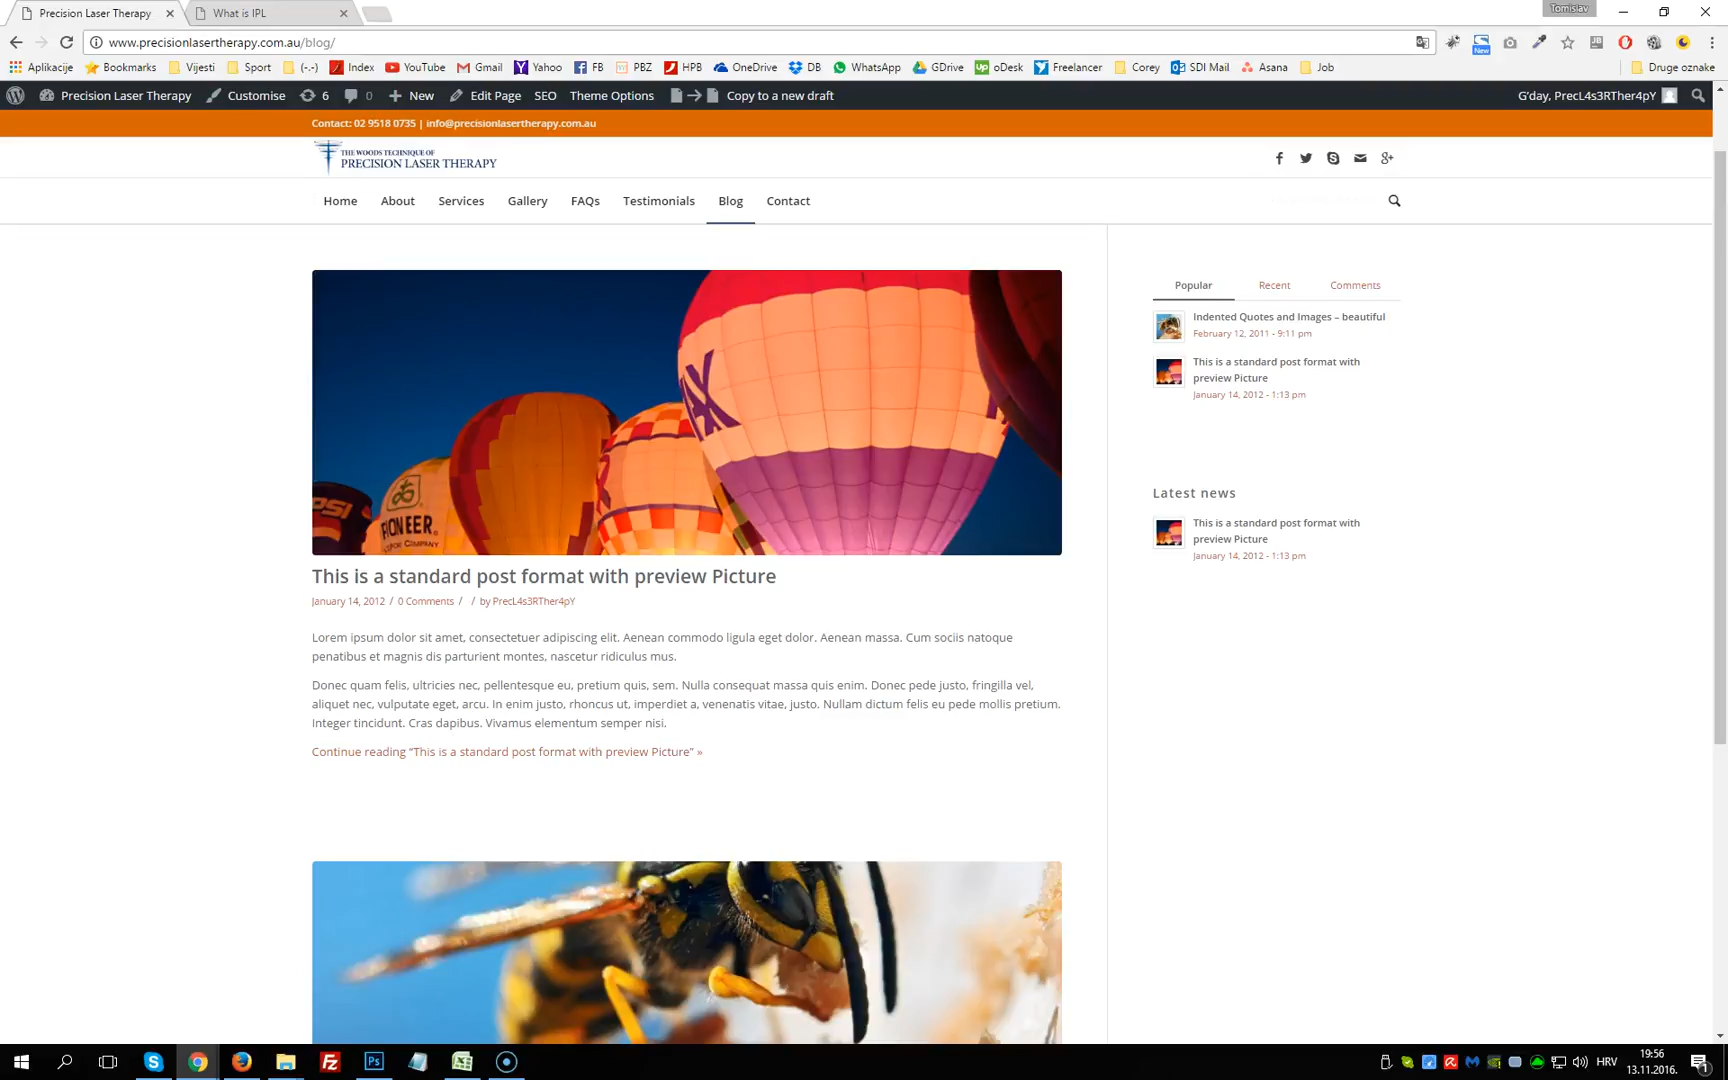 Precision Laser Therapy
What is IPL
Tomislav
www.precisionlasertherapy.com.au/blog/
New
Aplikacije Bookmarks Vijesti Sport (-.-) Index YouTube Gmail Yahoo FB PBZ HPB OneDrive DB WhatsApp GDrive oDesk Freelancer Corey SDI Mail Asana Job Druge oznake
Precision Laser Therapy Customise 6 0 New Edit Page SEO Theme Options Copy to a new draft G'day, PrecL4s3RTher4pY
Contact: 02 9518 0735 | info@precisionlasertherapy.com.au
THE WOODS TECHNIQUE OF
PRECISION LASER THERAPY
Home About Services Gallery FAQs Testimonials Blog Contact
PEPSI
PIONEER
This is a standard post format with preview Picture
January 14, 2012 / 0 Comments / / by PrecL4s3RTher4pY
Lorem ipsum dolor sit amet, consectetuer adipiscing elit. Aenean commodo ligula eget dolor. Aenean massa. Cum sociis natoque
penatibus et magnis dis parturient montes, nascetur ridiculus mus.
Donec quam felis, ultricies nec, pellentesque eu, pretium quis, sem. Nulla consequat massa quis enim. Donec pede justo, fringilla vel,
aliquet nec, vulputate eget, arcu. In enim justo, rhoncus ut, imperdiet a, venenatis vitae, justo. Nullam dictum felis eu pede mollis pretium.
Integer tincidunt. Cras dapibus. Vivamus elementum semper nisi.
Continue reading “This is a standard post format with preview Picture” »
Popular Recent Comments
Indented Quotes and Images – beautiful
February 12, 2011 - 9:11 pm
This is a standard post format with
preview Picture
January 14, 2012 - 1:13 pm
Latest news
This is a standard post format with
preview Picture
January 14, 2012 - 1:13 pm
HRV
19:56
13.11.2016.
1